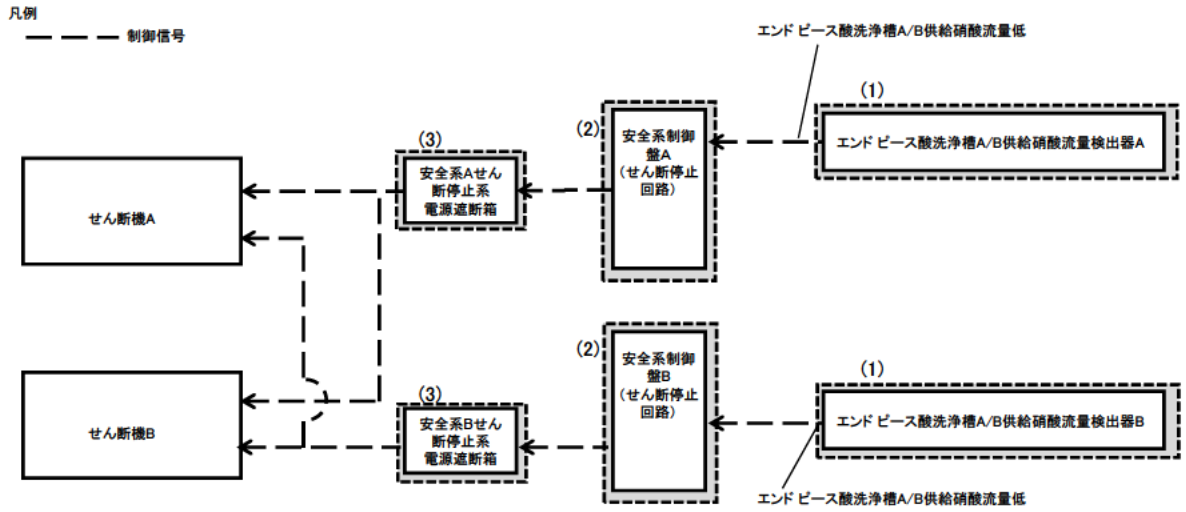 凡例
制御信号
エンド ピース酸洗浄槽A/B供給硝酸流量低
(1)
エンド ピース酸洗浄槽A/B供給硝酸流量検出器A
(2)
安全系制御
盤A
(せん断停止
回路)
(3)
安全系Aせん
断停止系
電源遮断箱
せん断機A
(1)
エンド ピース酸洗浄槽A/B供給硝酸流量検出器B
(2)
安全系制御
盤B
(せん断停止
回路)
(3)
安全系Bせん
断停止系
電源遮断箱
せん断機B
エンド ピース酸洗浄槽A/B供給硝酸流量低